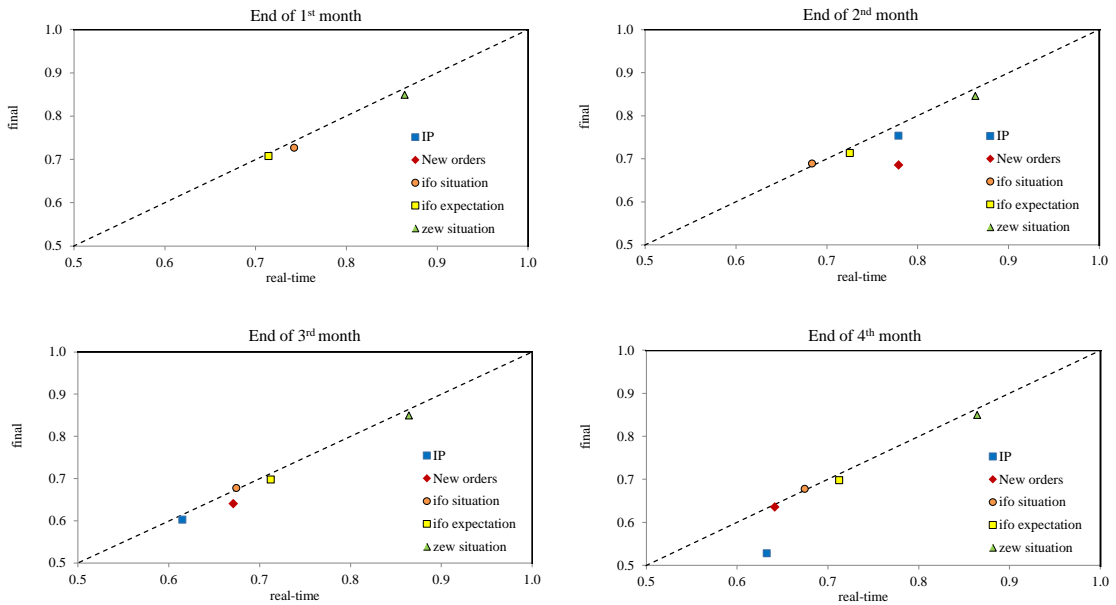 End of 1st month
1.0
0.9
0.8
0.7
0.6
0.5
final
0.5 0.6 0.7 0.8 0.9 1.0
real-time
IP
New orders
ifo situation
ifo expectation
zew situation
End of 2nd month
1.0
0.9
0.8
0.7
0.6
0.5
final
0.5 0.6 0.7 0.8 0.9 1.0
real-time
IP
New orders
ifo situation
ifo expectation
zew situation
End of 3rd month
1.0
0.9
0.8
0.7
0.6
0.5
final
0.5 0.6 0.7 0.8 0.9 1.0
real-time
IP
New orders
ifo situation
ifo expectation
zew situation
End of 4th month
1.0
0.9
0.8
0.7
0.6
0.5
final
0.5 0.6 0.7 0.8 0.9 1.0
real-time
IP
New orders
ifo situation
ifo expectation
zew situation